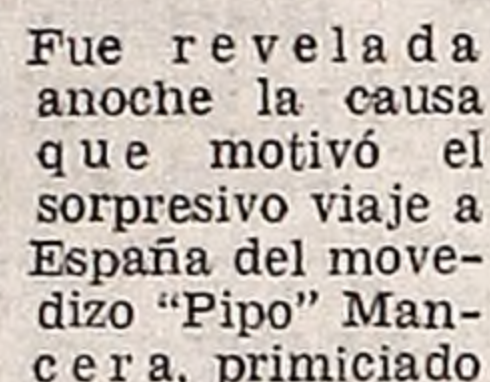 Fue revelada
anoche la causa
que motivó el
sorpresivo viaje a
España del move-
dizo “Pipo” Man-
cera, primiciado